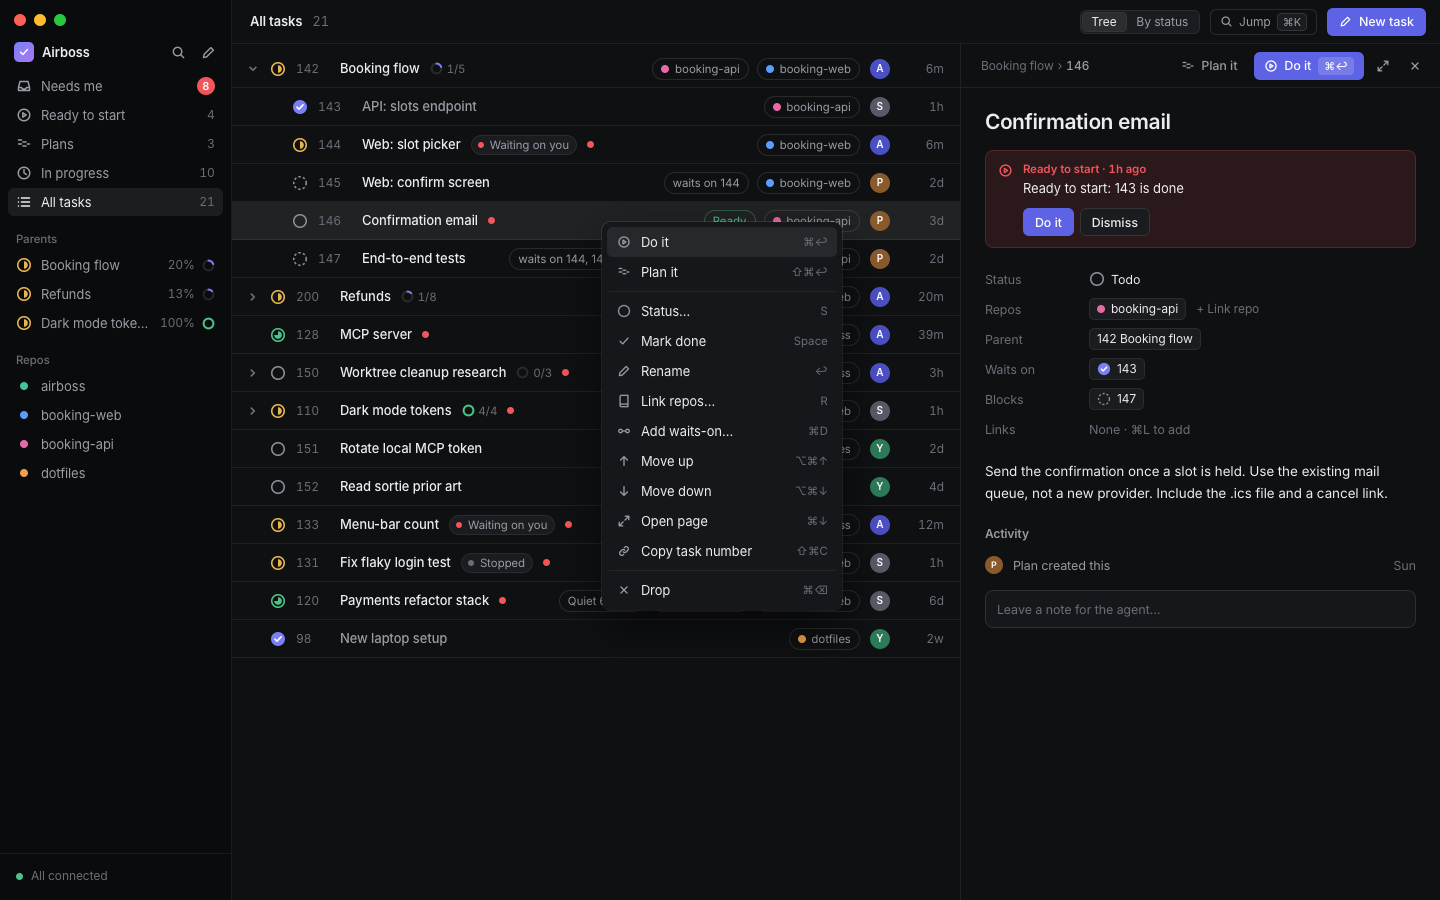 Airboss
Needs me 8
Ready to start 4
Plans 3
In progress 10
All tasks 21
Parents
Booking flow 20%
Refunds 13%
Dark mode toke... 100%
Repos
airboss
booking-web
booking-api
dotfiles
All connected
All tasks 21
Tree By status
Jump ⌘K
New task
142 Booking flow 1/5 booking-api booking-web A 6m
143 API: slots endpoint booking-api S 1h
144 Web: slot picker Waiting on you booking-web A 6m
145 Web: confirm screen waits on 144 booking-web P 2d
146 Confirmation email Ready booking-api P 3d
147 End-to-end tests waits on 144, P 2d
200 Refunds 1/8 A 20m
128 MCP server A 39m
150 Worktree cleanup research 0/3 A 3h
110 Dark mode tokens 4/4 S 1h
151 Rotate local MCP token Y 2d
152 Read sortie prior art Y 4d
133 Menu-bar count Waiting on you A 12m
131 Fix flaky login test Stopped S 1h
120 Payments refactor stack Quiet S 6d
98 New laptop setup dotfiles Y 2w
Do it ⌘↩
Plan it ⇧⌘↩
Status... S
Mark done Space
Rename ↩
Link repos... R
Add waits-on... ⌘D
Move up ⌥⌘↑
Move down ⌥⌘↓
Open page ⌘↓
Copy task number ⇧⌘C
Drop ⌘⌫
Booking flow › 146
Plan it
Do it ⌘↩
Confirmation email
Ready to start · 1h ago
Ready to start: 143 is done
Do it Dismiss
Status Todo
Repos booking-api + Link repo
Parent 142 Booking flow
Waits on 143
Blocks 147
Links None · ⌘L to add
Send the confirmation once a slot is held. Use the existing mail
queue, not a new provider. Include the .ics file and a cancel link.
Activity
P Plan created this Sun
Leave a note for the agent...